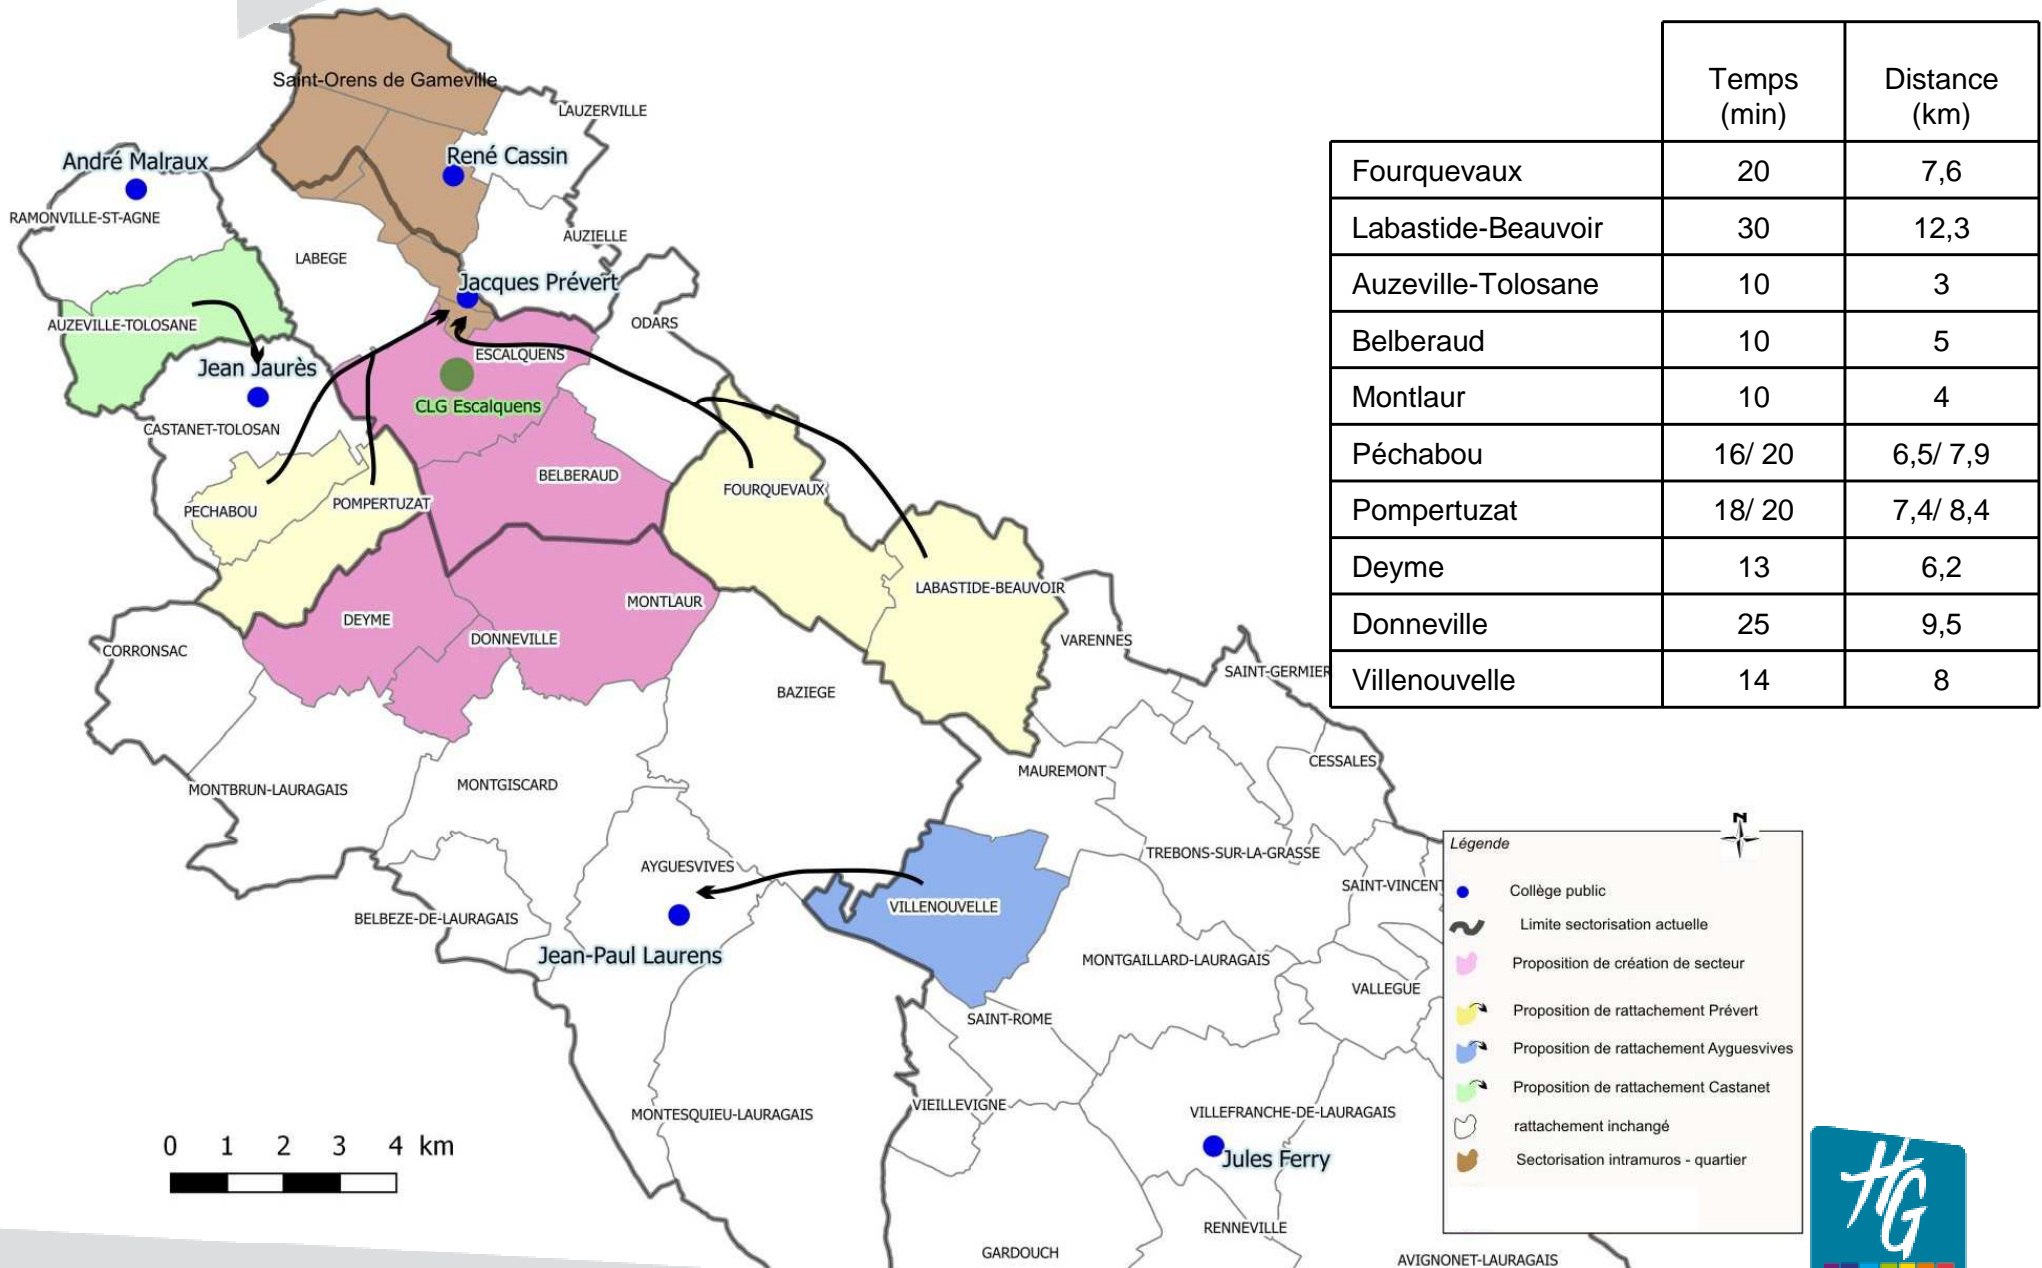 Saint-Orens de Gameville
LAUZERVILLE
André Malraux
René Cassin
RAMONVILLE-ST-AGNE
AUZIELLE
LABEGE
Jacques Prévert
AUZEVILLE-TOLOSANE
ODARS
ESCALQUENS
Jean Jaurès
CLG Escalquens
CASTANET-TOLOSAN
BELBERAUD
FOURQUEVAUX
PECHABOU
POMPERTUZAT
LABASTIDE-BEAUVOIR
MONTLAUR
DEYME
DONNEVILLE
CORRONSAC
VARENNES
SAINT-GERMIER
BAZIEGE
CESSALES
MAUREMONT
MONTBRUN-LAURAGAIS
MONTGISCARD
TREBONS-SUR-LA-GRASSE
AYGUESVIVES
SAINT-VINCENT
VILLENOUVELLE
BELBEZE-DE-LAURAGAIS
Jean-Paul Laurens
MONTGAILLARD-LAURAGAIS
VALLEGUE
SAINT-ROME
VIEILLEVIGNE
MONTESQUIEU-LAURAGAIS
VILLEFRANCHE-DE-LAURAGAIS
Jules Ferry
RENNEVILLE
GARDOUCH
AVIGNONET-LAURAGAIS
0 1 2 3 4 km
Temps (min) Distance (km)
Fourquevaux 20 7,6
Labastide-Beauvoir 30 12,3
Auzeville-Tolosane 10 3
Belberaud 10 5
Montlaur 10 4
Péchabou 16/ 20 6,5/ 7,9
Pompertuzat 18/ 20 7,4/ 8,4
Deyme 13 6,2
Donneville 25 9,5
Villenouvelle 14 8
N
Légende
Collège public
Limite sectorisation actuelle
Proposition de création de secteur
Proposition de rattachement Prévert
Proposition de rattachement Ayguesvives
Proposition de rattachement Castanet
rattachement inchangé
Sectorisation intramuros - quartier
HG